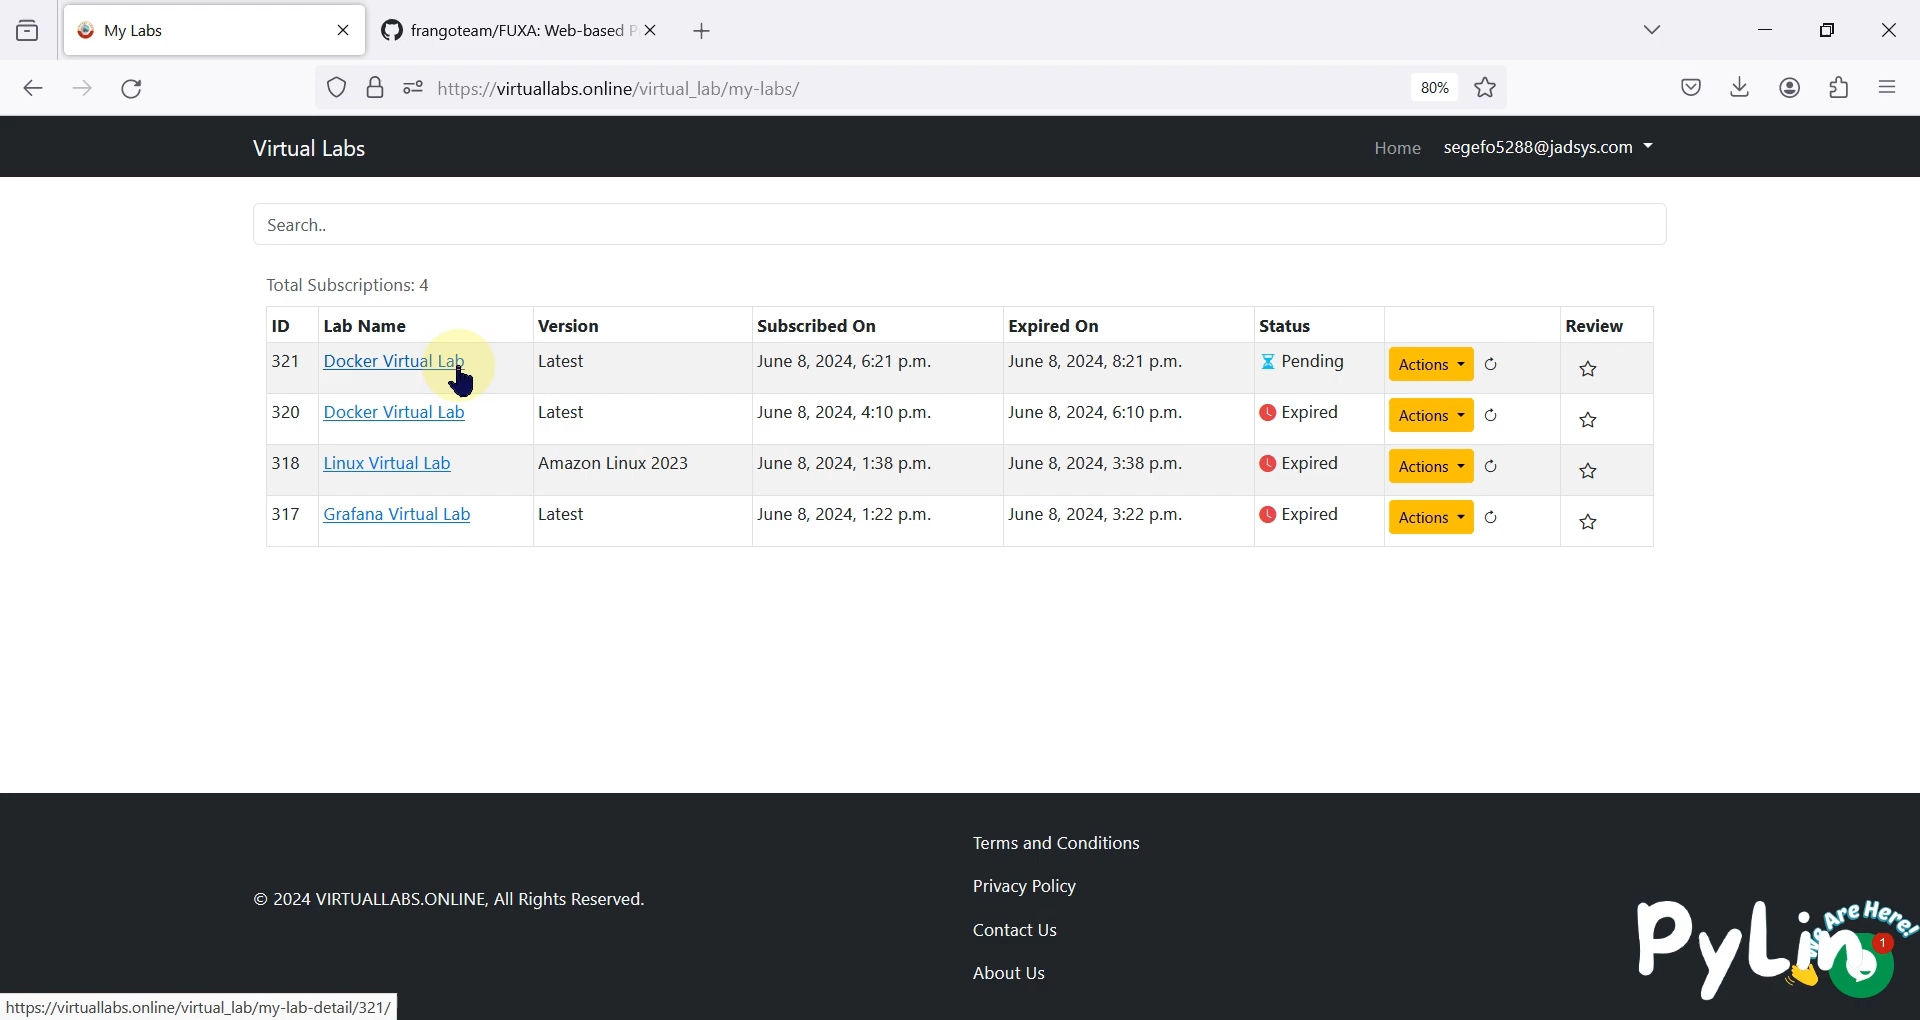 My Labs
frangoteam/FUXA: Web-based P
https://virtuallabs.online/virtual_lab/my-labs/
80%
Virtual Labs
Home segefo5288@jadsys.com
Search..
Total Subscriptions: 4
ID Lab Name Version Subscribed On Expired On Status Review
321 Docker Virtual Lab Latest June 8, 2024, 6:21 p.m. June 8, 2024, 8:21 p.m. Pending Actions
320 Docker Virtual Lab Latest June 8, 2024, 4:10 p.m. June 8, 2024, 6:10 p.m. Expired Actions
318 Linux Virtual Lab Amazon Linux 2023 June 8, 2024, 1:38 p.m. June 8, 2024, 3:38 p.m. Expired Actions
317 Grafana Virtual Lab Latest June 8, 2024, 1:22 p.m. June 8, 2024, 3:22 p.m. Expired Actions
Terms and Conditions
Privacy Policy
© 2024 VIRTUALLABS.ONLINE, All Rights Reserved.
Contact Us
About Us
We Are Here!
PyLin
1
https://virtuallabs.online/virtual_lab/my-lab-detail/321/